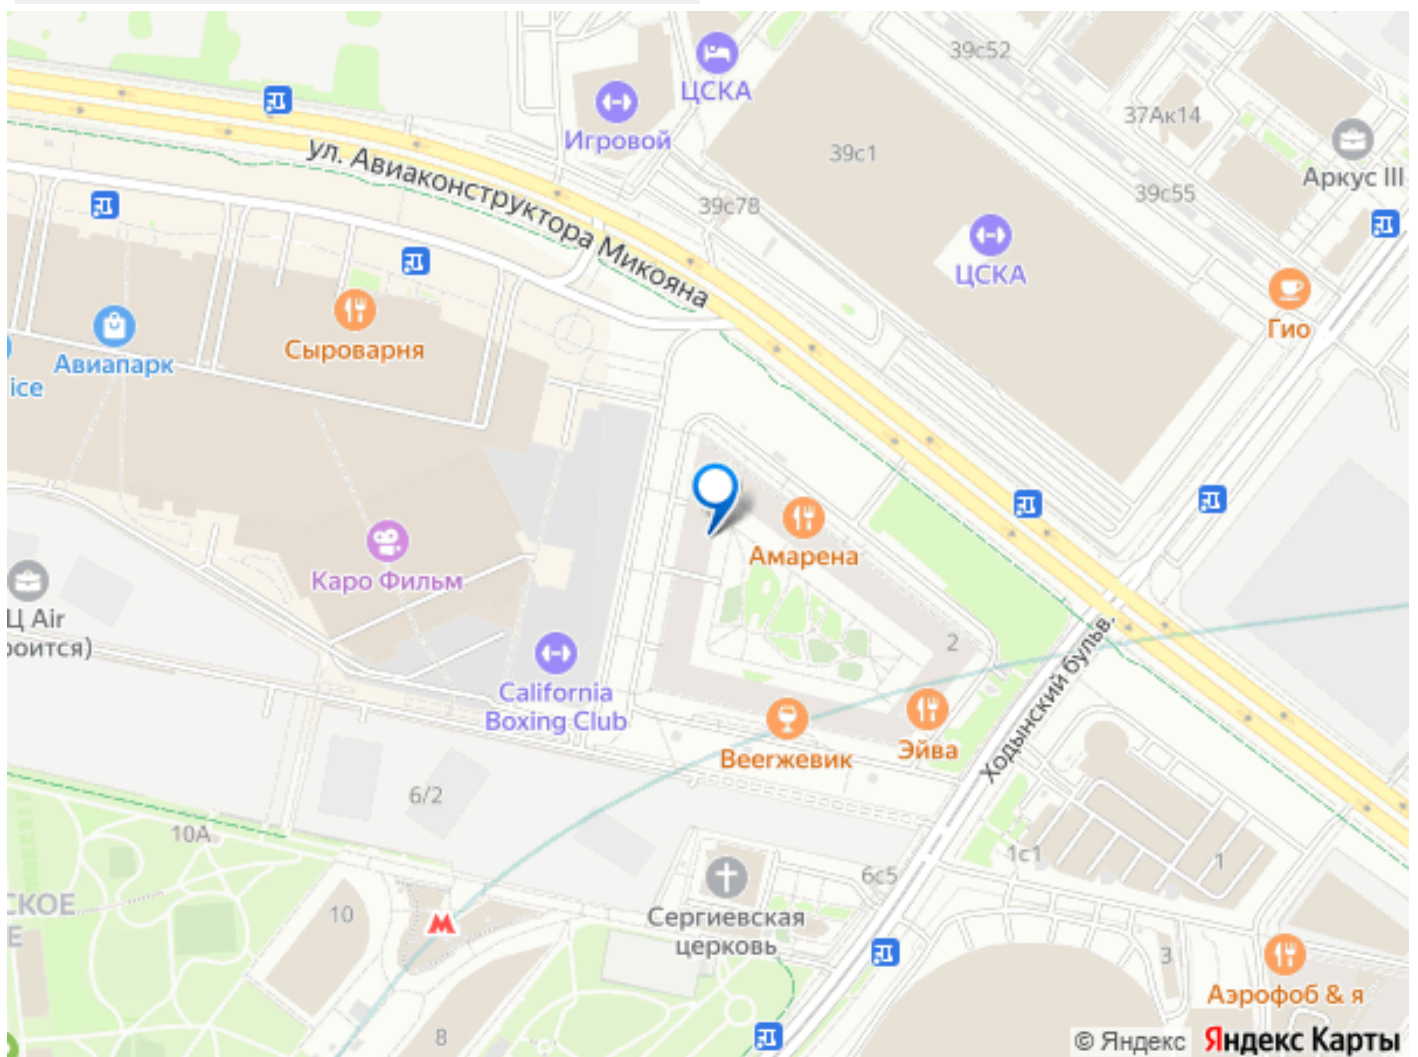 39с52
ЦСКА
37Ак14
Игровой
39с1
Аркус III
ул. Авиаконструктора Микояна
39с78
39с55
ЦСКА
Гио
Сыроварня
Авиапарк
ice
Амарена
Каро Фильм
Ц Air
роится)
2
Ходынский бульв.
California
Boxing Club
Эйва
Beerжевик
6/2
10А
1с1
1
6с5
СКОЕ
Е
10
Сергиевская
церковь
3
Аэрофоб & я
8
© Яндекс Яндекс Карты